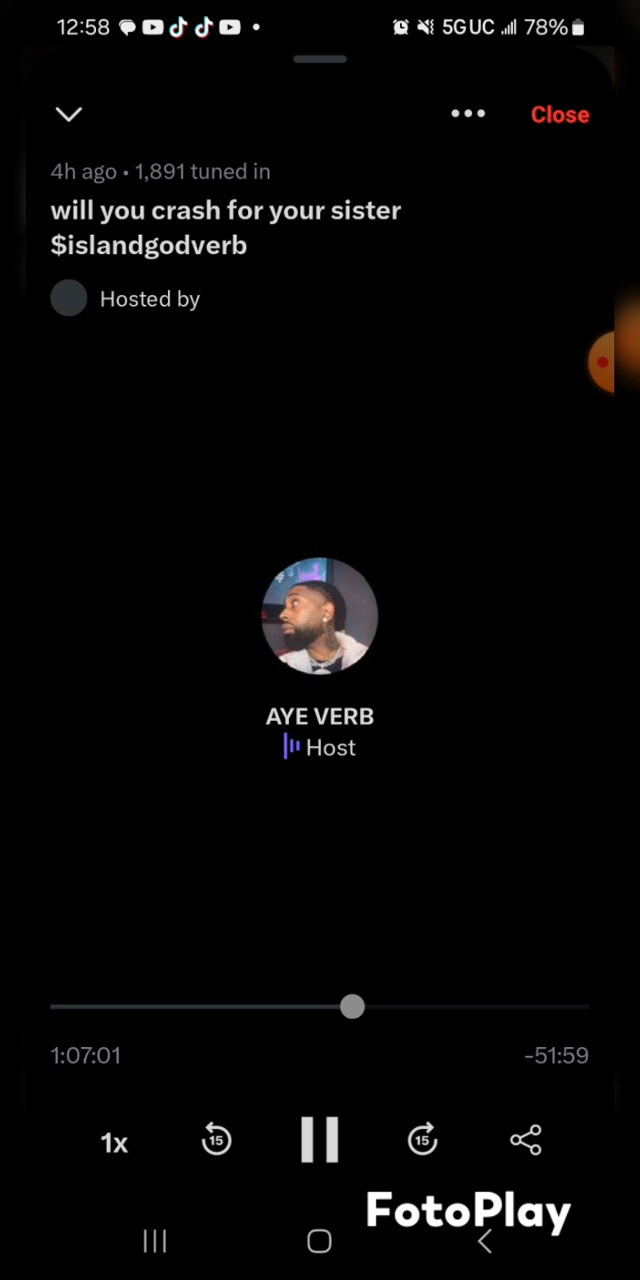 12:58 5GUC 78%
Close
4h ago • 1,891 tuned in
will you crash for your sister
$islandgodverb
Hosted by
AYE VERB
Host
1:07:01 -51:59
1x 15 15
FotoPlay